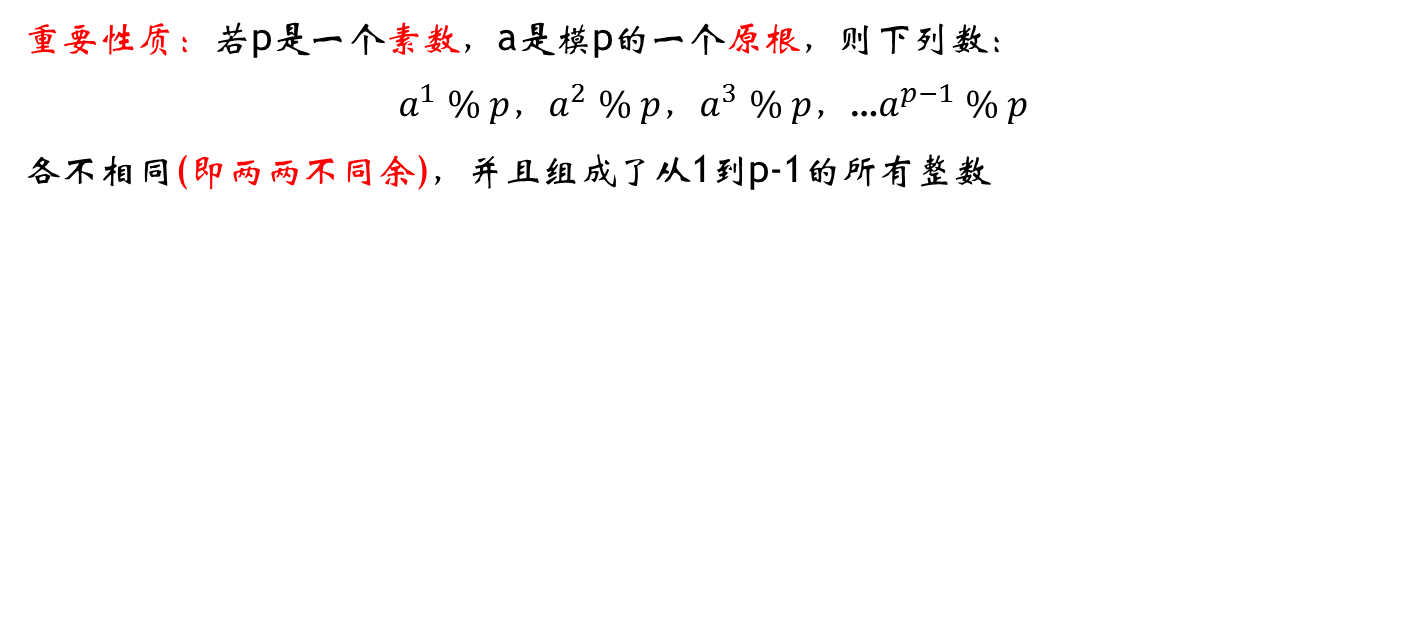 重要性质：若p是一个素数，a是模p的一个原根，则下列数：
a^1 % p，a^2 % p，a^3 % p，…a^{p−1} % p
各不相同(即两两不同余)，并且组成了从1到p-1的所有整数